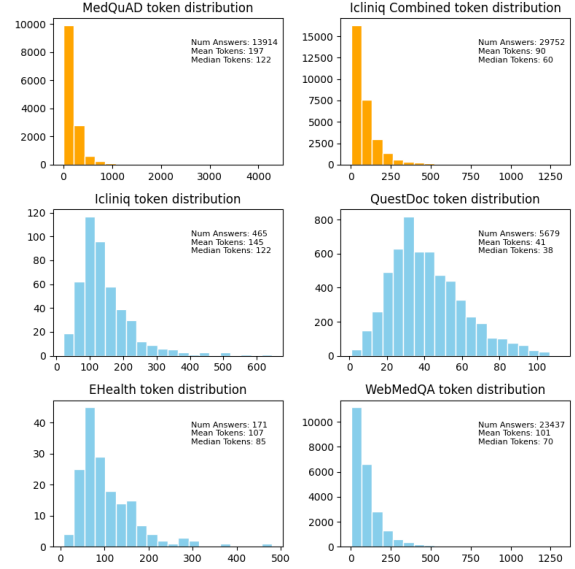 MedQuAD token distribution
10000
8000
6000
4000
2000
0
0 1000 2000 3000 4000
Num Answers: 13914
Mean Tokens: 197
Median Tokens: 122
Icliniq Combined token distribution
15000
12500
10000
7500
5000
2500
0
0 250 500 750 1000 1250
Num Answers: 29752
Mean Tokens: 90
Median Tokens: 60
Icliniq token distribution
120
100
80
60
40
20
0
0 100 200 300 400 500 600
Num Answers: 465
Mean Tokens: 145
Median Tokens: 122
QuestDoc token distribution
800
600
400
200
0
0 20 40 60 80 100
Num Answers: 5679
Mean Tokens: 41
Median Tokens: 38
EHealth token distribution
40
30
20
10
0
0 100 200 300 400 500
Num Answers: 171
Mean Tokens: 107
Median Tokens: 85
WebMedQA token distribution
10000
8000
6000
4000
2000
0
0 250 500 750 1000 1250
Num Answers: 23437
Mean Tokens: 101
Median Tokens: 70